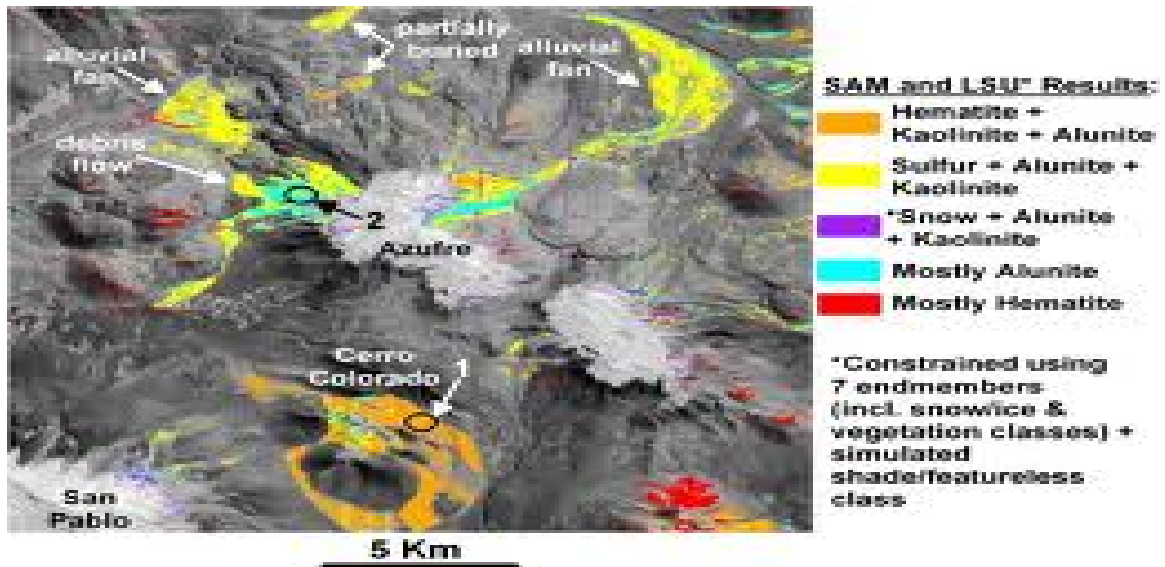 partially
buried
alluvial
fan
alluvial
fan
debris
flow
2
Azufre
Cerro
Colorado
1
San
Pablo
5 Km
SAM and LSU* Results:
Hematite +
Kaolinite + Alunite
Sulfur + Alunite +
Kaolinite
*Snow + Alunite
+ Kaolinite
Mostly Alunite
Mostly Hematite
*Constrained using
7 endmembers
(incl. snow/ice &
vegetation classes) +
simulated
shade/featureless
class